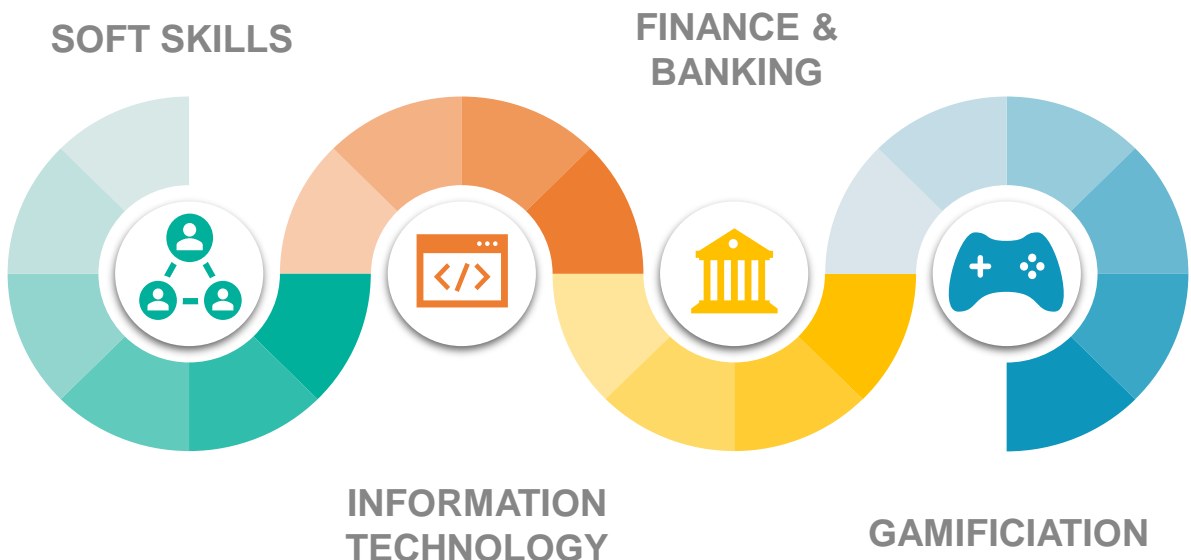 SOFT SKILLS
FINANCE &
BANKING
</>
INFORMATION
TECHNOLOGY
GAMIFICIATION